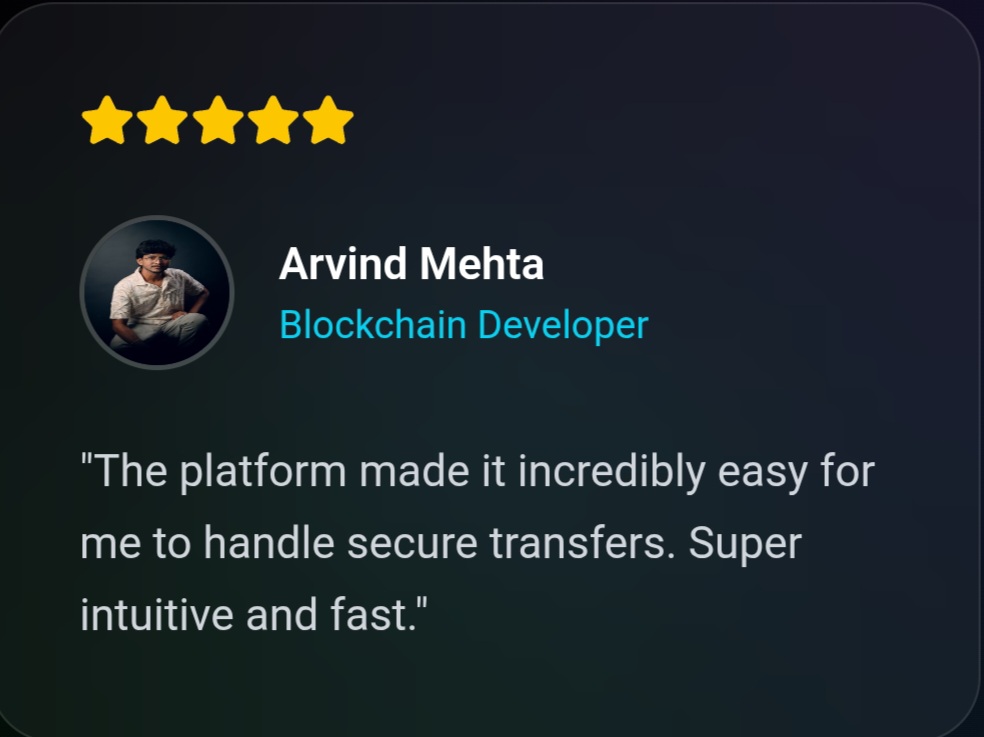 Arvind Mehta
Blockchain Developer
"The platform made it incredibly easy for
me to handle secure transfers. Super
intuitive and fast."